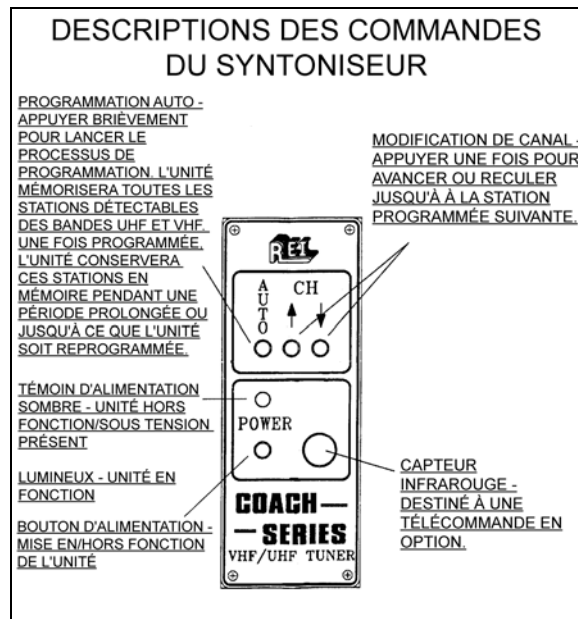 DESCRIPTIONS DES COMMANDES
DU SYNTONISEUR
PROGRAMMATION AUTO -
APPUYER BRIÈVEMENT
POUR LANCER LE
PROCESSUS DE
PROGRAMMATION. L'UNITÉ
MÉMORISERA TOUTES LES
STATIONS DÉTECTABLES
DES BANDES UHF ET VHF.
UNE FOIS PROGRAMMÉE,
L'UNITÉ CONSERVERA
CES STATIONS EN
MÉMOIRE PENDANT UNE
PÉRIODE PROLONGÉE OU
JUSQU'À CE QUE L'UNITÉ
SOIT REPROGRAMMÉE.
MODIFICATION DE CANAL -
APPUYER UNE FOIS POUR
AVANCER OU RECULER
JUSQU'À À LA STATION
PROGRAMMÉE SUIVANTE.
REI
AUTO
CH
TÉMOIN D'ALIMENTATION
SOMBRE - UNITÉ HORS
FONCTION/SOUS TENSION
PRÉSENT
LUMINEUX - UNITÉ EN
FONCTION
BOUTON D'ALIMENTATION -
MISE EN/HORS FONCTION
DE L'UNITÉ
POWER
CAPTEUR
INFRAROUGE -
DESTINÉ À UNE
TÉLÉCOMMANDE EN
OPTION.
COACH
SERIES
VHF/UHF TUNER